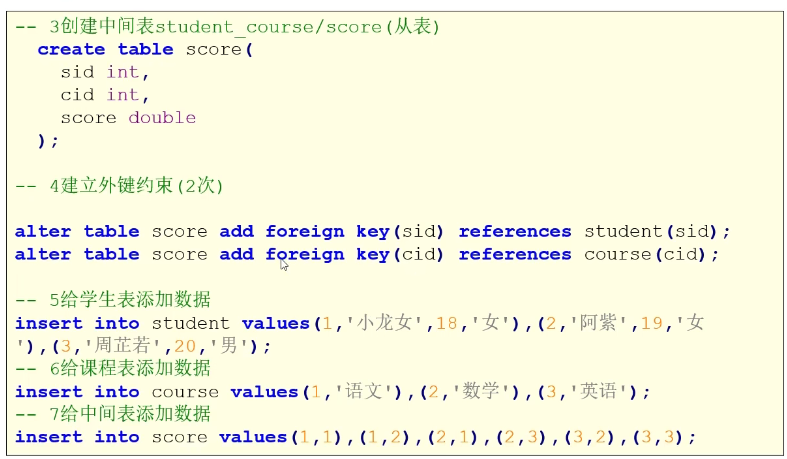 -- 3创建中间表student_course/score(从表)
create table score(
sid int,
cid int,
score double
);
-- 4建立外键约束(2次)
alter table score add foreign key(sid) references student(sid);
alter table score add foreign key(cid) references course(cid);
-- 5给学生表添加数据
insert into student values(1,'小龙女',18,'女'),(2,'阿紫',19,'女
'),(3,'周芷若',20,'男');
-- 6给课程表添加数据
insert into course values(1,'语文'),(2,'数学'),(3,'英语');
-- 7给中间表添加数据
insert into score values(1,1),(1,2),(2,1),(2,3),(3,2),(3,3);